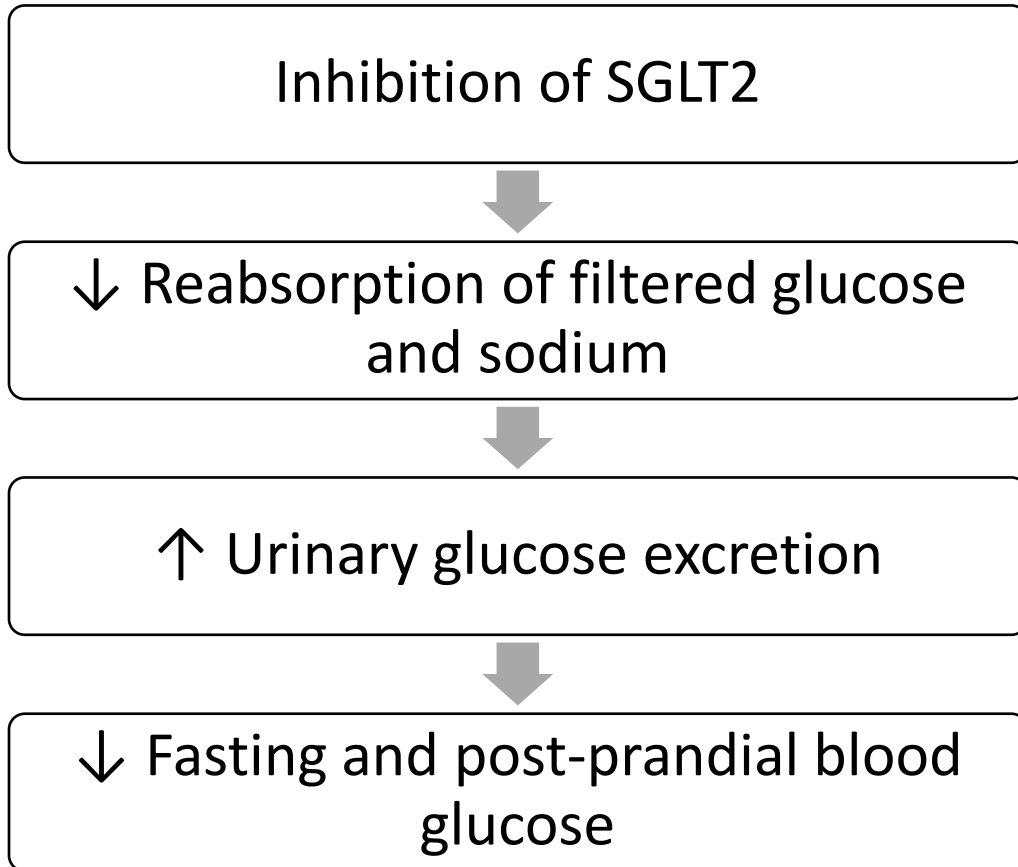 Inhibition of SGLT2
↓ Reabsorption of filtered glucose
and sodium
↑ Urinary glucose excretion
↓ Fasting and post-prandial blood
glucose